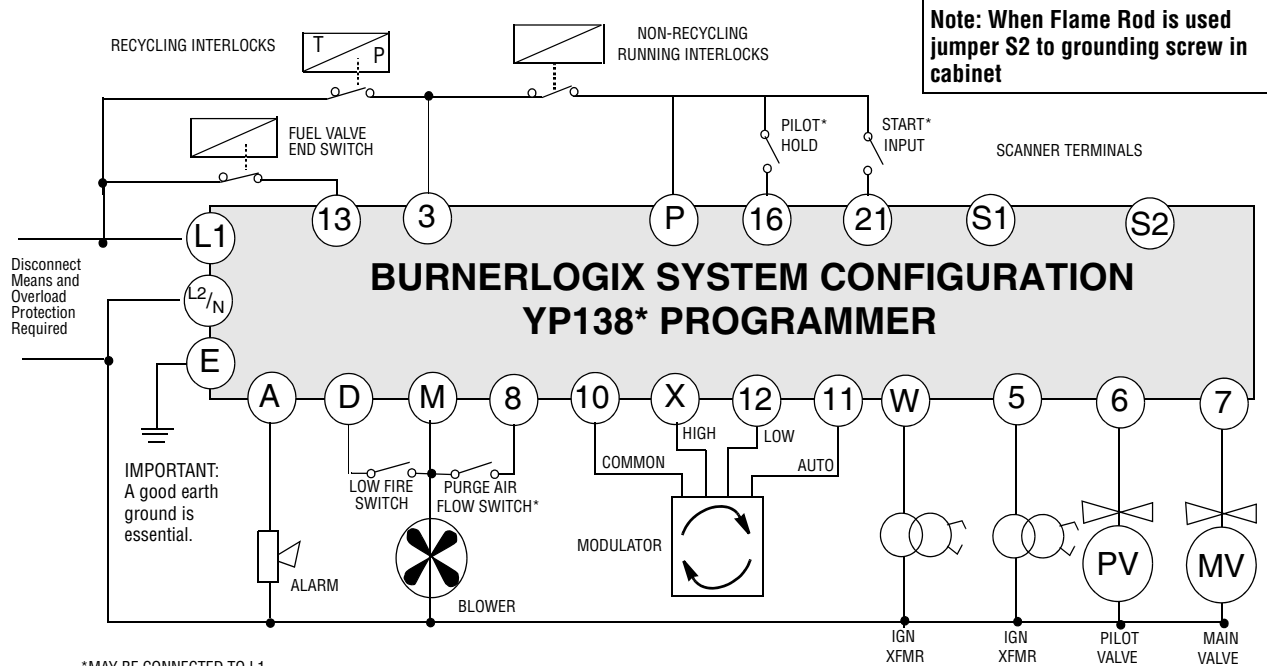 Note: When Flame Rod is used
jumper S2 to grounding screw in
cabinet
RECYCLING INTERLOCKS
T
P
NON-RECYCLING
RUNNING INTERLOCKS
FUEL VALVE
END SWITCH
PILOT*
HOLD
START*
INPUT
SCANNER TERMINALS
13
3
P
16
21
S1
S2
L1
L2/N
E
Disconnect
Means and
Overload
Protection
Required
BURNERLOGIX SYSTEM CONFIGURATION
YP138* PROGRAMMER
A
D
M
8
10
X
12
11
W
5
6
7
HIGH
LOW
COMMON
AUTO
IMPORTANT:
A good earth
ground is
essential.
LOW FIRE
SWITCH
PURGE AIR
FLOW SWITCH*
MODULATOR
ALARM
BLOWER
PV
MV
IGN
XFMR
IGN
XFMR
PILOT
VALVE
MAIN
VALVE
*MAY BE CONNECTED TO L1